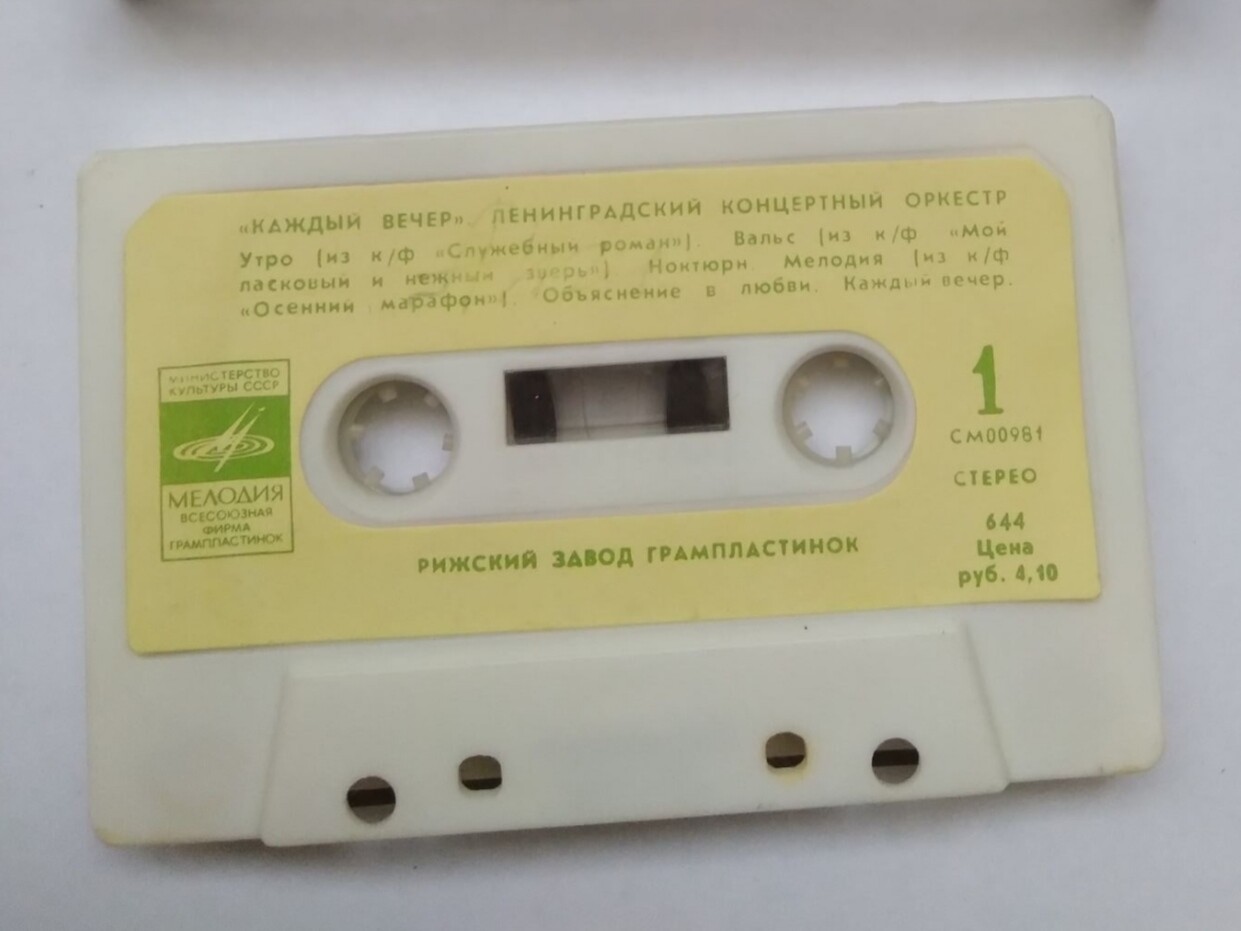 «КАЖДЫЙ ВЕЧЕР». ЛЕНИНГРАДСКИЙ КОНЦЕРТНЫЙ ОРКЕСТР
Утро (из к/ф «Служебный роман»). Вальс (из к/ф «Мой
ласковый и нежный зверь»). Ноктюрн. Мелодия (из к/ф
«Осенний марафон»). Объяснение в любви. Каждый вечер.
МИНИСТЕРСТВО
КУЛЬТУРЫ СССР
МЕЛОДИЯ
ВСЕСОЮЗНАЯ
ФИРМА
ГРАМПЛАСТИНОК
1
СМ00981
СТЕРЕО
644
Цена
руб. 4,10
РИЖСКИЙ ЗАВОД ГРАМПЛАСТИНОК